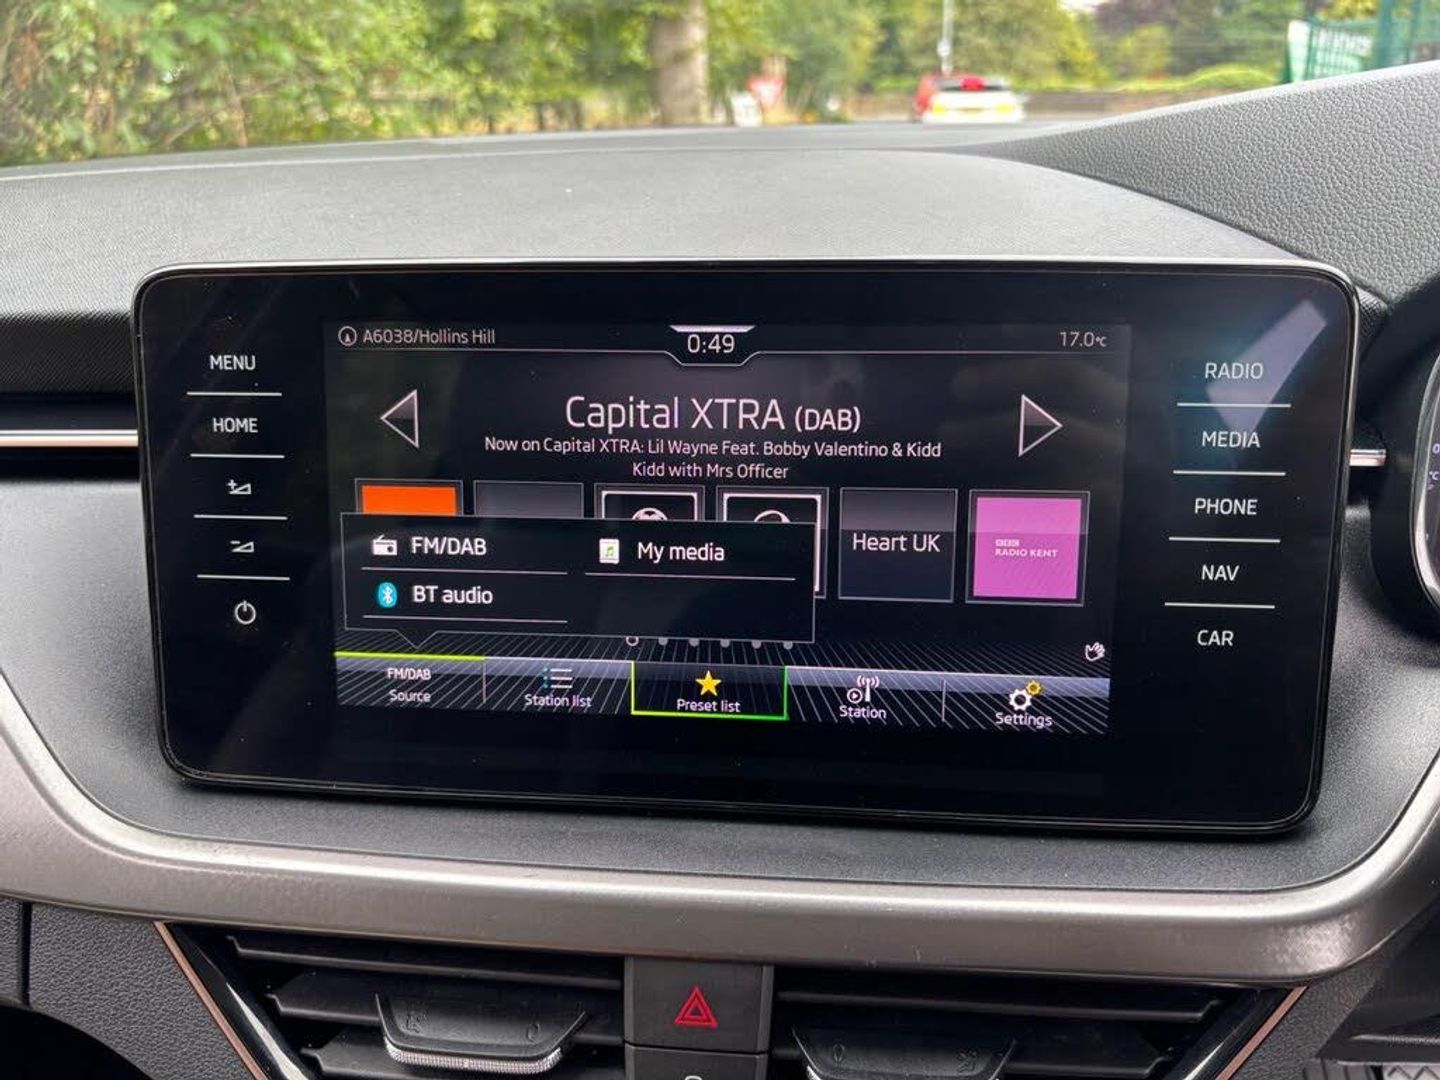 A6038/Hollins Hill
0:49
17.0°C
MENU
HOME
RADIO
MEDIA
PHONE
NAV
CAR
Capital XTRA (DAB)
Now on Capital XTRA: Lil Wayne Feat. Bobby Valentino & Kidd
Kidd with Mrs Officer
Heart UK
BBC
RADIO KENT
FM/DAB
My media
BT audio
FM/DAB
Source
Station list
Preset list
Station
Settings